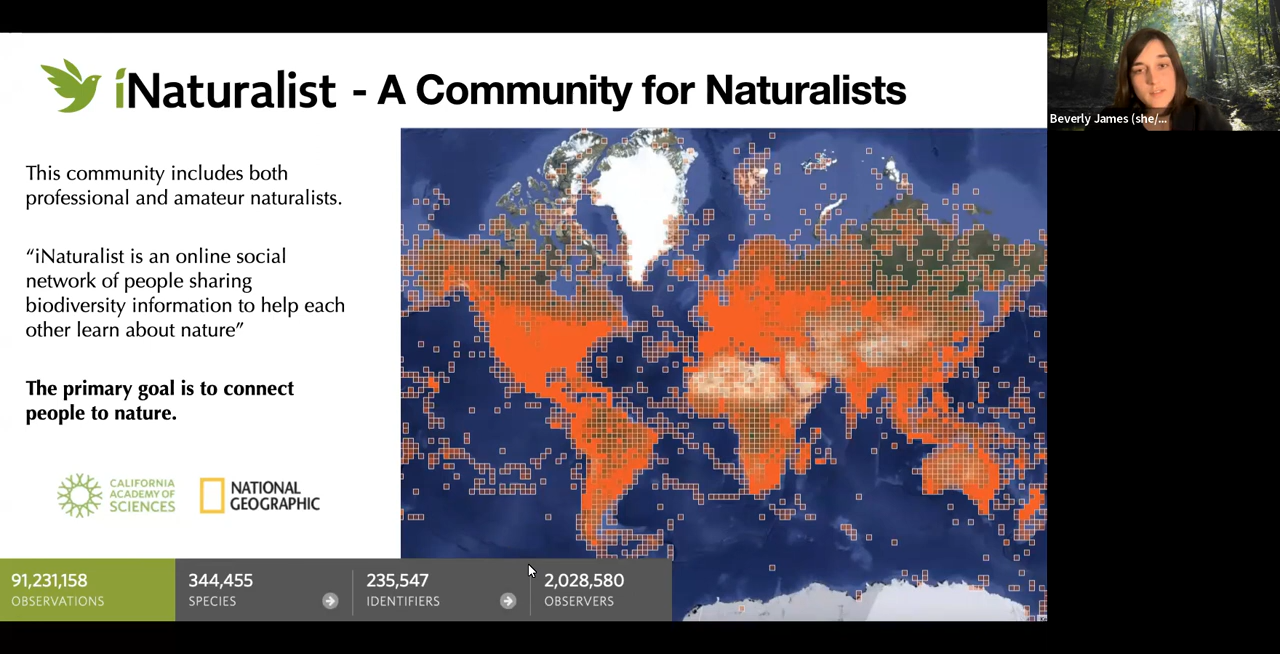 iNaturalist - A Community for Naturalists
Beverly James (she/...
This community includes both
professional and amateur naturalists.
“iNaturalist is an online social
network of people sharing
biodiversity information to help each
other learn about nature”
The primary goal is to connect
people to nature.
CALIFORNIA
ACADEMY OF
SCIENCES
NATIONAL
GEOGRAPHIC
91,231,158
OBSERVATIONS
344,455
SPECIES
235,547
IDENTIFIERS
2,028,580
OBSERVERS